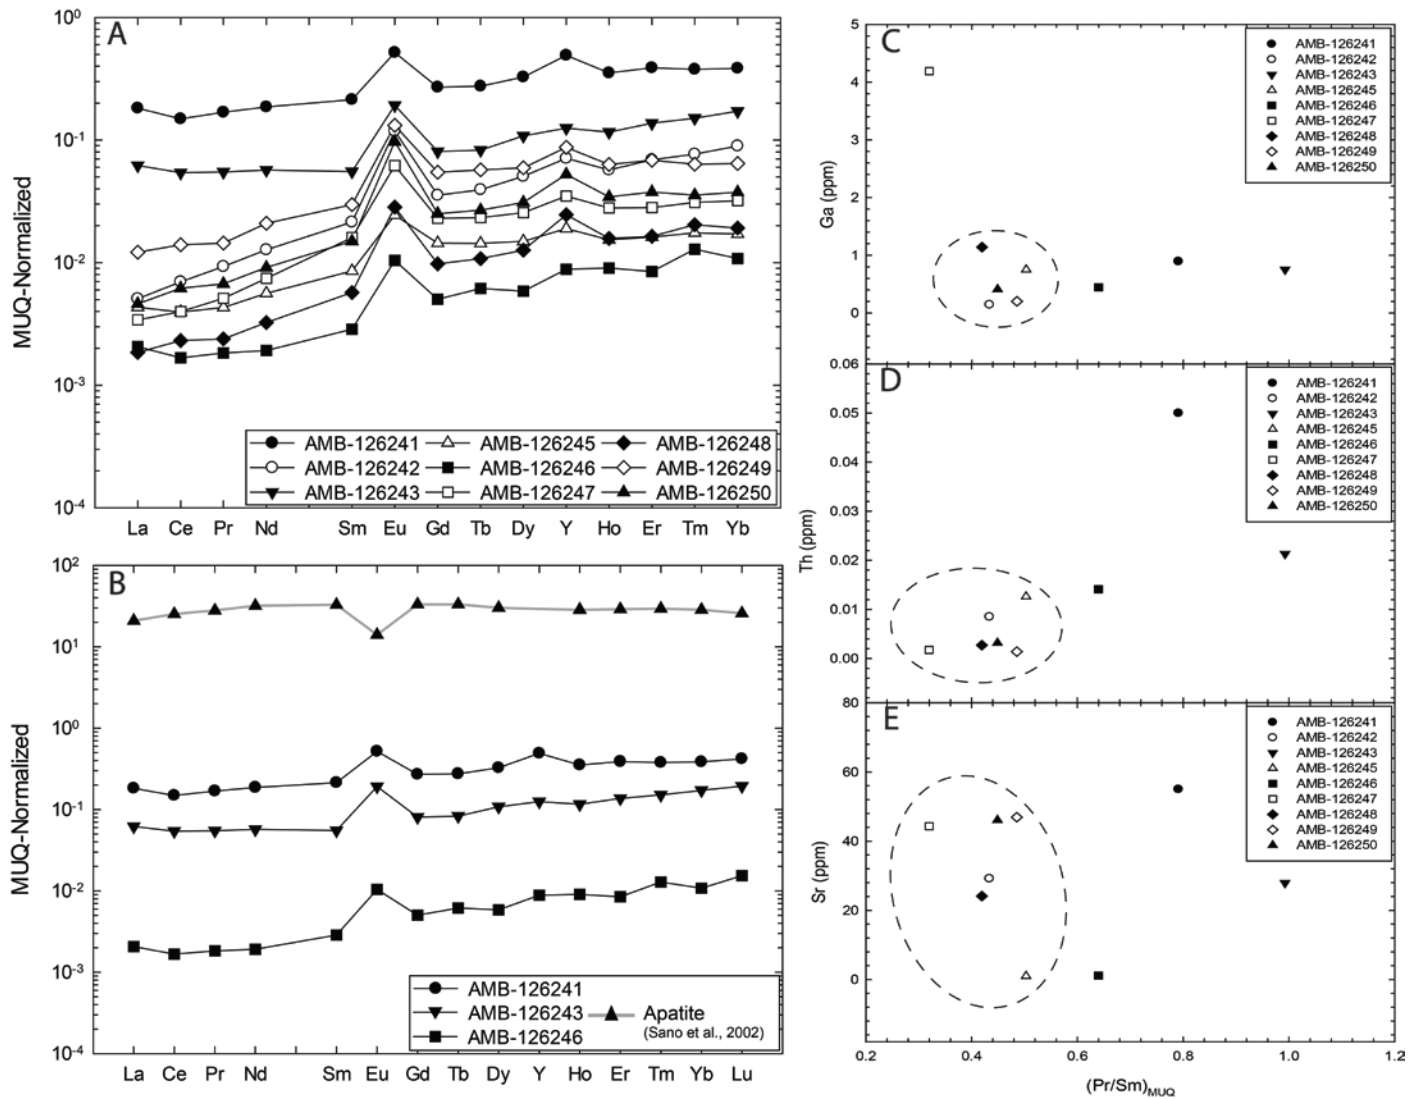 A
MUQ-Normalized
10⁰
10⁻¹
10⁻²
10⁻³
10⁻⁴
AMB-126241 AMB-126245 AMB-126248
AMB-126242 AMB-126246 AMB-126249
AMB-126243 AMB-126247 AMB-126250
La Ce Pr Nd Sm Eu Gd Tb Dy Y Ho Er Tm Yb
B
MUQ-Normalized
10²
10¹
10⁰
10⁻¹
10⁻²
10⁻³
10⁻⁴
AMB-126241
AMB-126243 Apatite
AMB-126246 (Sano et al., 2002)
La Ce Pr Nd Sm Eu Gd Tb Dy Y Ho Er Tm Yb Lu
C
Ga (ppm)
5
4
3
2
1
0
AMB-126241
AMB-126242
AMB-126243
AMB-126245
AMB-126246
AMB-126247
AMB-126248
AMB-126249
AMB-126250
D
Th (ppm)
0.06
0.05
0.04
0.03
0.02
0.01
0.00
AMB-126241
AMB-126242
AMB-126243
AMB-126245
AMB-126246
AMB-126247
AMB-126248
AMB-126249
AMB-126250
E
Sr (ppm)
80
60
40
20
0
AMB-126241
AMB-126242
AMB-126243
AMB-126245
AMB-126246
AMB-126247
AMB-126248
AMB-126249
AMB-126250
0.2 0.4 0.6 0.8 1.0 1.2
(Pr/Sm)MUQ